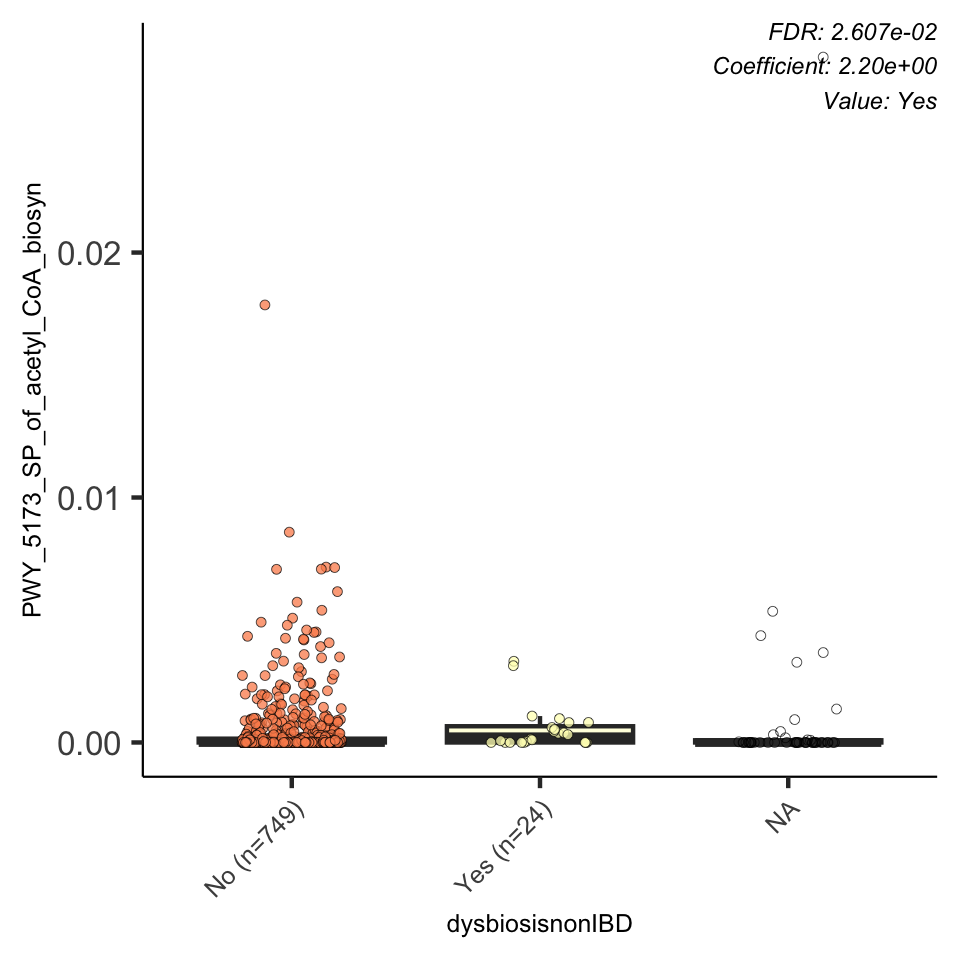 FDR: 2.607e-02
Coefficient: 2.20e+00
Value: Yes
PWY_5173_SP_of_acetyl_CoA_biosyn
0.02
0.01
0.00
No (n=749)
Yes (n=24)
NA
dysbiosisnonIBD